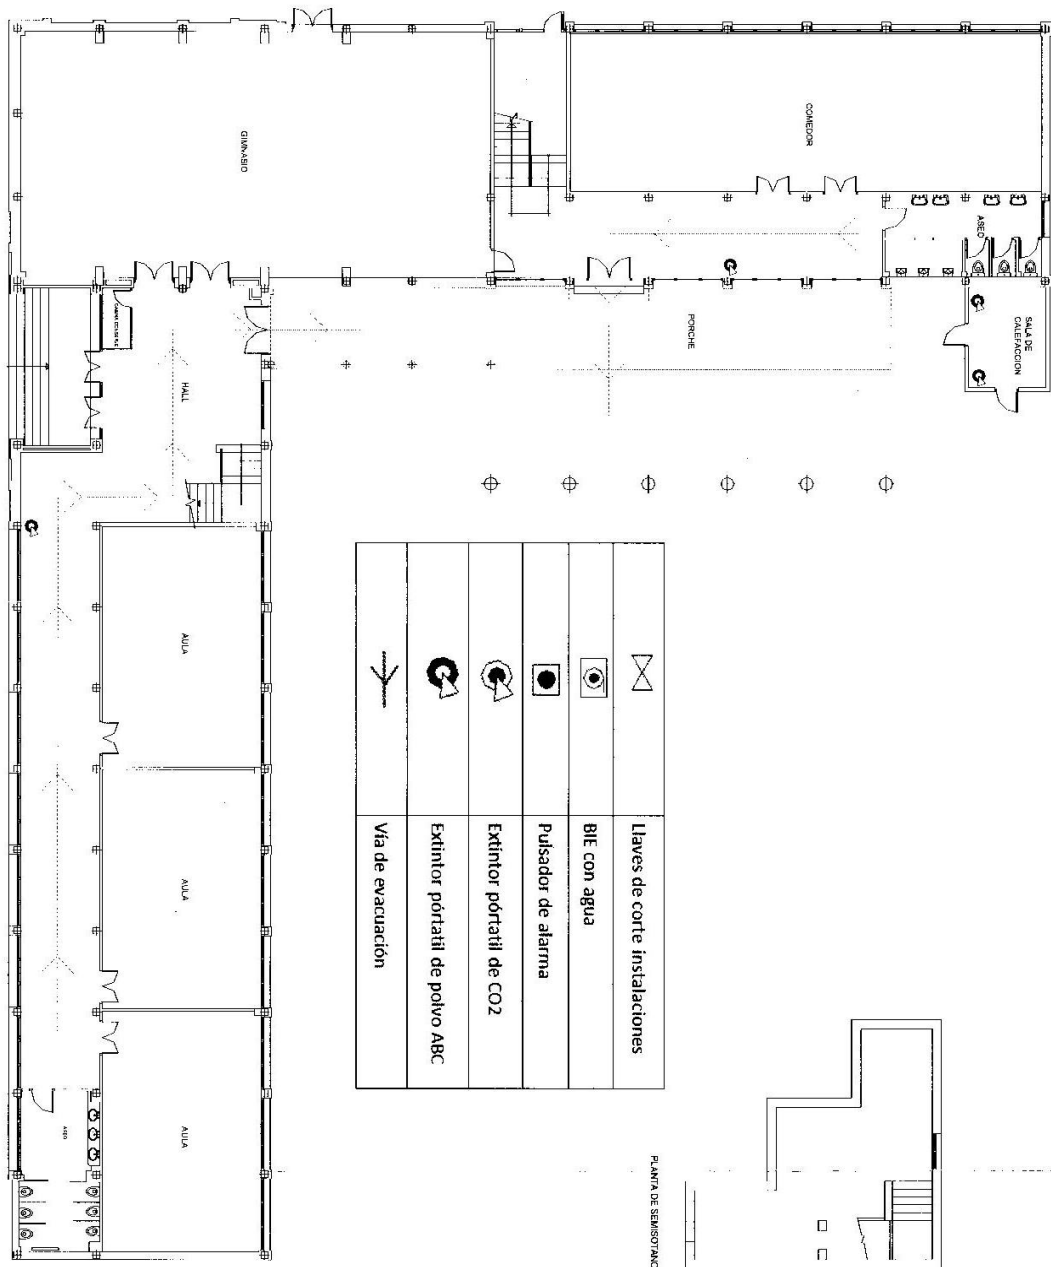 GIMNASIO
COMEDOR
ASEO
SALA DE
CALEFACCION
PORCHE
HALL
AULA
AULA
AULA
ASEO
Llaves de corte instalaciones
BIE con agua
Pulsador de alarma
Extintor pórtatil de CO2
Extintor pórtatil de polvo ABC
Vía de evacuación
PLANTA DE SEMISOTANO